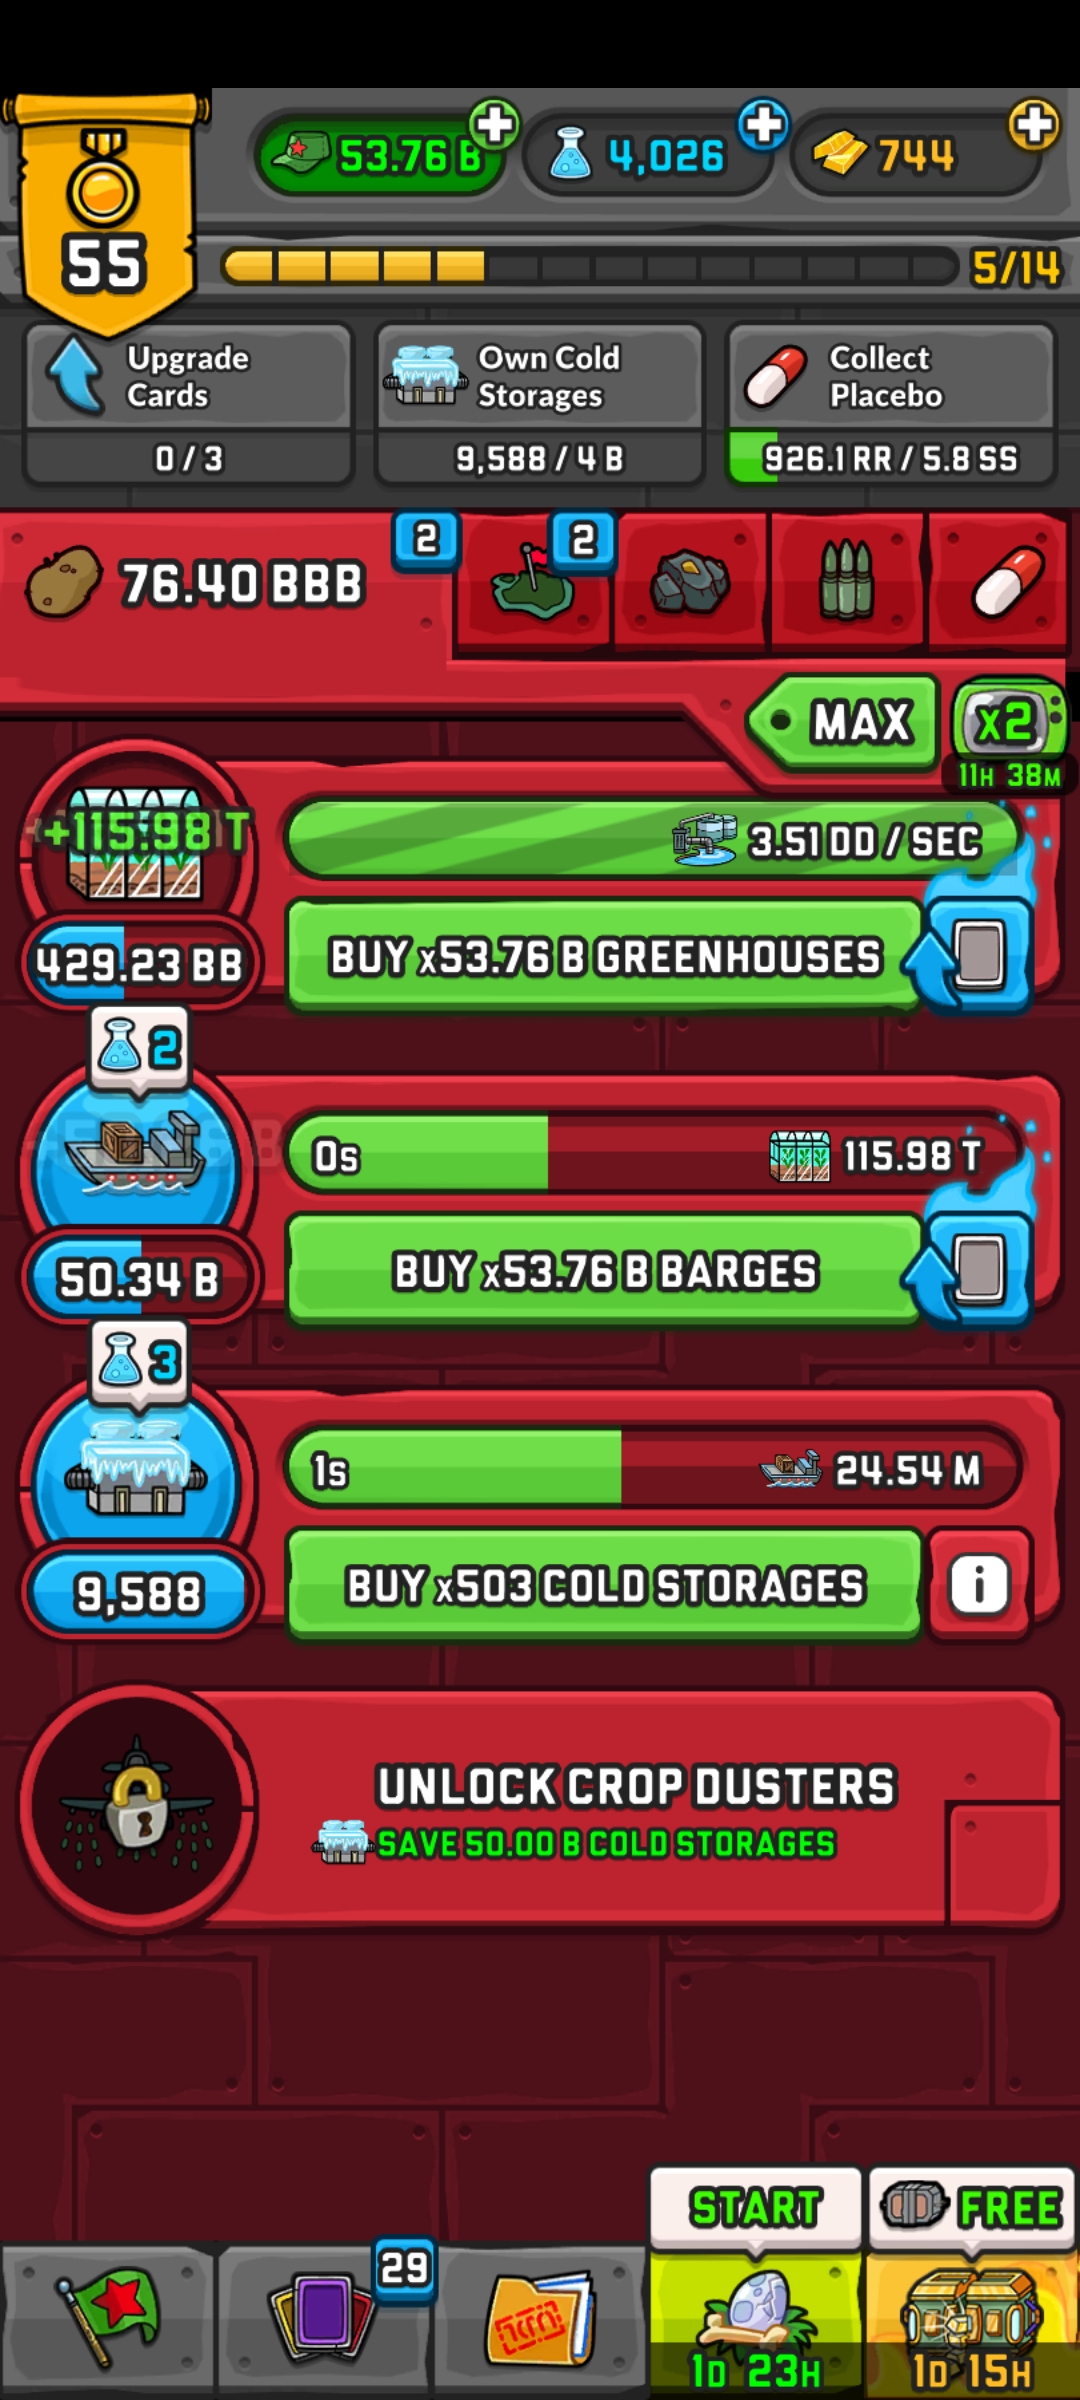 53.76 B
4,026
744
55
5/14
Upgrade
Cards
0 / 3
Own Cold
Storages
9,588 / 4 B
Collect
Placebo
926.1 RR / 5.8 SS
76.40 BBB
2
2
MAX
x2
11H 38M
+115.98 T
3.51 DD / SEC
429.23 BB
BUY x53.76 B GREENHOUSES
2
0s
115.98 T
50.34 B
BUY x53.76 B BARGES
3
1s
24.54 M
9,588
BUY x503 COLD STORAGES
i
UNLOCK CROP DUSTERS
SAVE 50.00 B COLD STORAGES
START
FREE
29
1D 23H
1D 15H